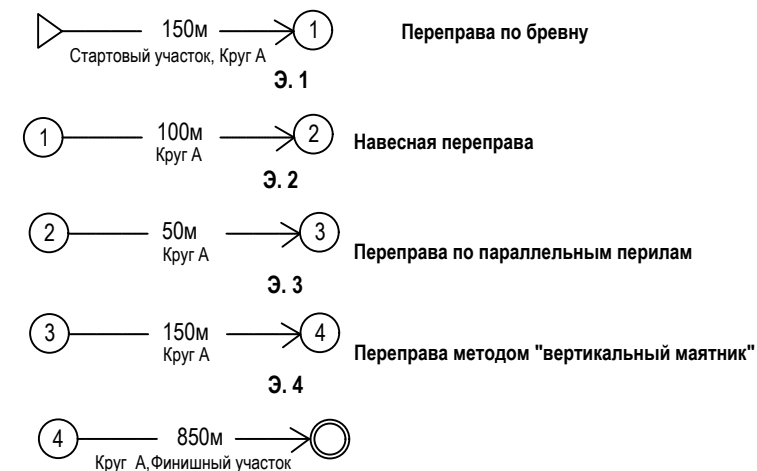 150м 1 Переправа по бревну
Стартовый участок, Круг А
Э. 1
1 100м 2 Навесная переправа
Круг А
Э. 2
2 50м 3 Переправа по параллельным перилам
Круг А
Э. 3
3 150м 4 Переправа методом "вертикальный маятник"
Круг А
Э. 4
4 850м
Круг А,Финишный участок